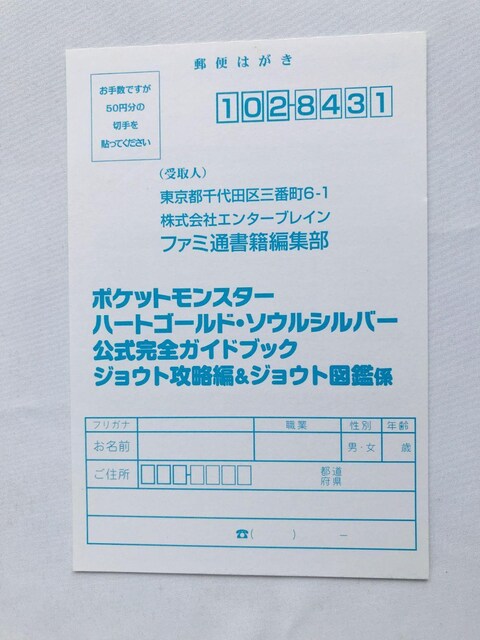 郵便はがき
お手数ですが
50円分の
切手を
貼ってください
102-8431
(受取人)
東京都千代田区三番町6-1
株式会社エンターブレイン
ファミ通書籍編集部
ポケットモンスター
ハートゴールド・ソウルシルバー
公式完全ガイドブック
ジョウト攻略編&ジョウト図鑑係
フリガナ 職業 性別 年齢
お名前 男・女 歳
ご住所 都道
府県
☎( ) −